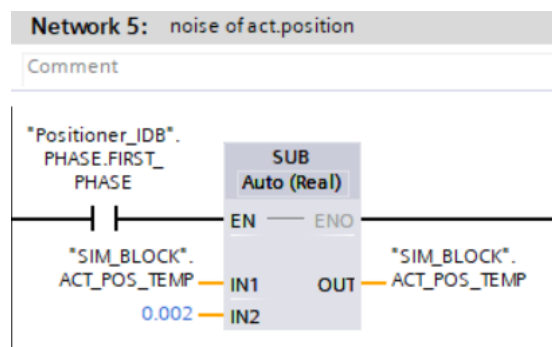 Network 5: noise of act.position
Comment
"Positioner_IDB".
PHASE.FIRST_
PHASE
SUB
Auto (Real)
EN ENO
"SIM_BLOCK".
ACT_POS_TEMP
IN1
0.002
IN2
OUT
"SIM_BLOCK".
ACT_POS_TEMP